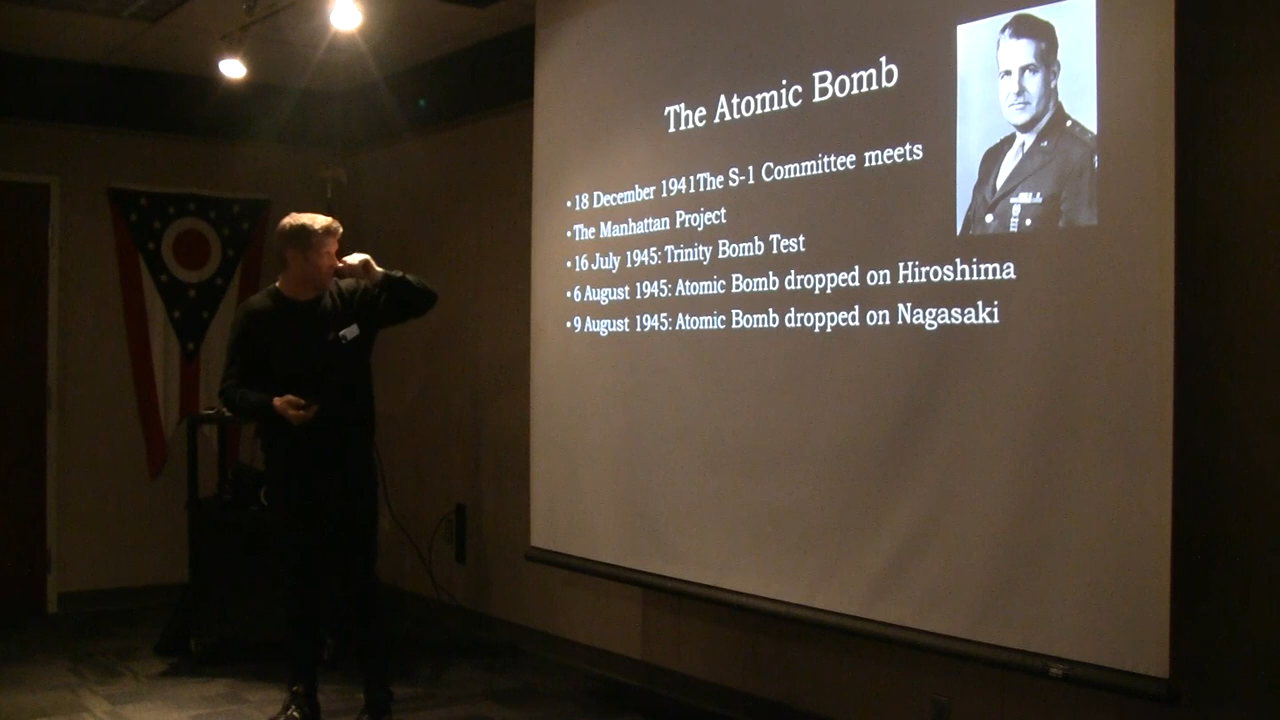 The Atomic Bomb
• 18 December 1941The S-1 Committee meets
• The Manhattan Project
• 16 July 1945: Trinity Bomb Test
• 6 August 1945: Atomic Bomb dropped on Hiroshima
• 9 August 1945: Atomic Bomb dropped on Nagasaki